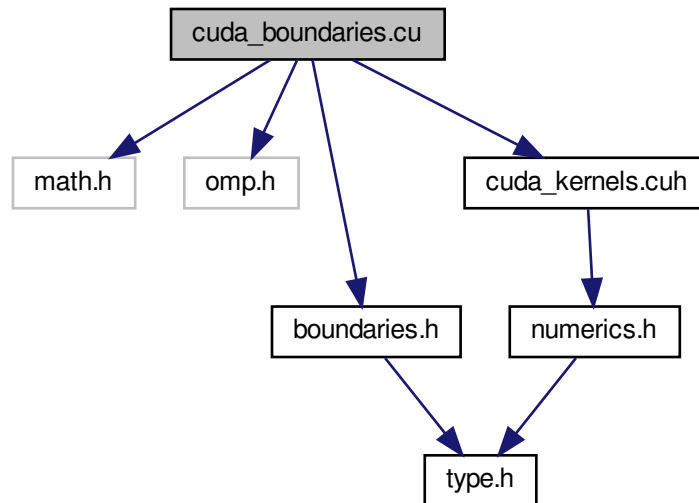 cuda_boundaries.cu
math.h
omp.h
cuda_kernels.cuh
boundaries.h
numerics.h
type.h